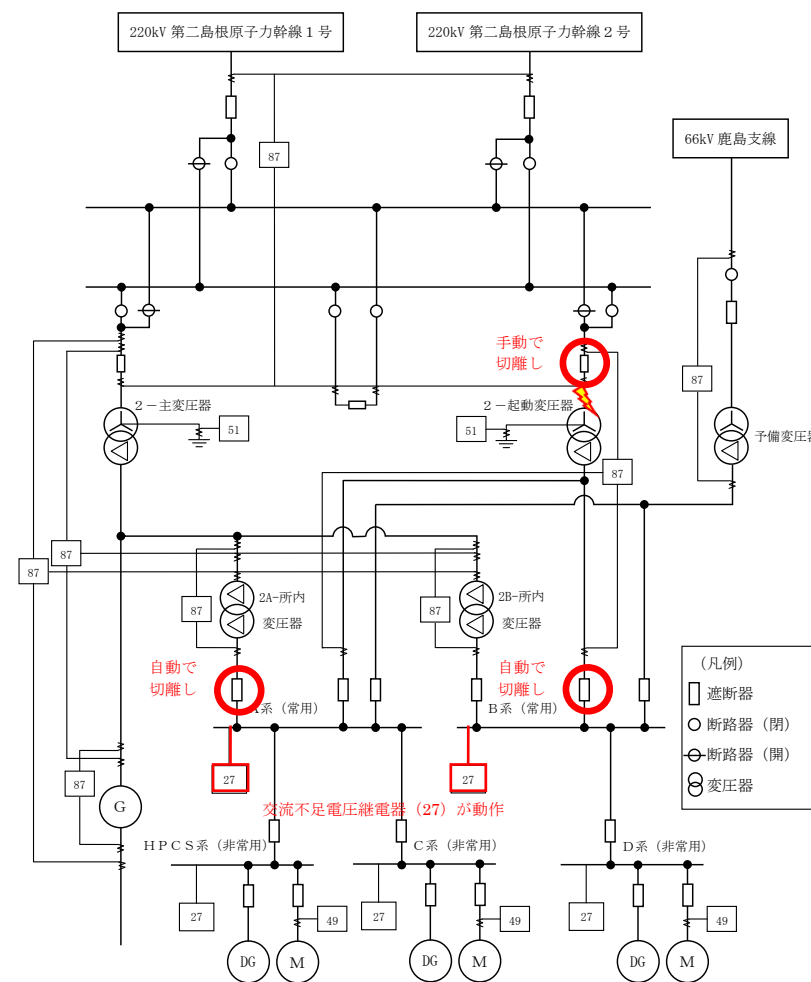 220kV 第二島根原子力幹線１号
220kV 第二島根原子力幹線２号
66kV 鹿島支線
87
手動で
切離し
87
２－主変圧器
51
２－起動変圧器
51
予備変圧器
87
87
87
87
2A-所内
変圧器
87
2B-所内
変圧器
自動で
切離し
自動で
切離し
A系（常用）
B系（常用）
27
27
交流不足電圧継電器（27）が動作
87
G
ＨＰＣＳ系（非常用）
Ｃ系（非常用）
Ｄ系（非常用）
27
49
27
49
27
49
DG
M
DG
M
DG
M
（凡例）
遮断器
断路器（閉）
断路器（開）
変圧器